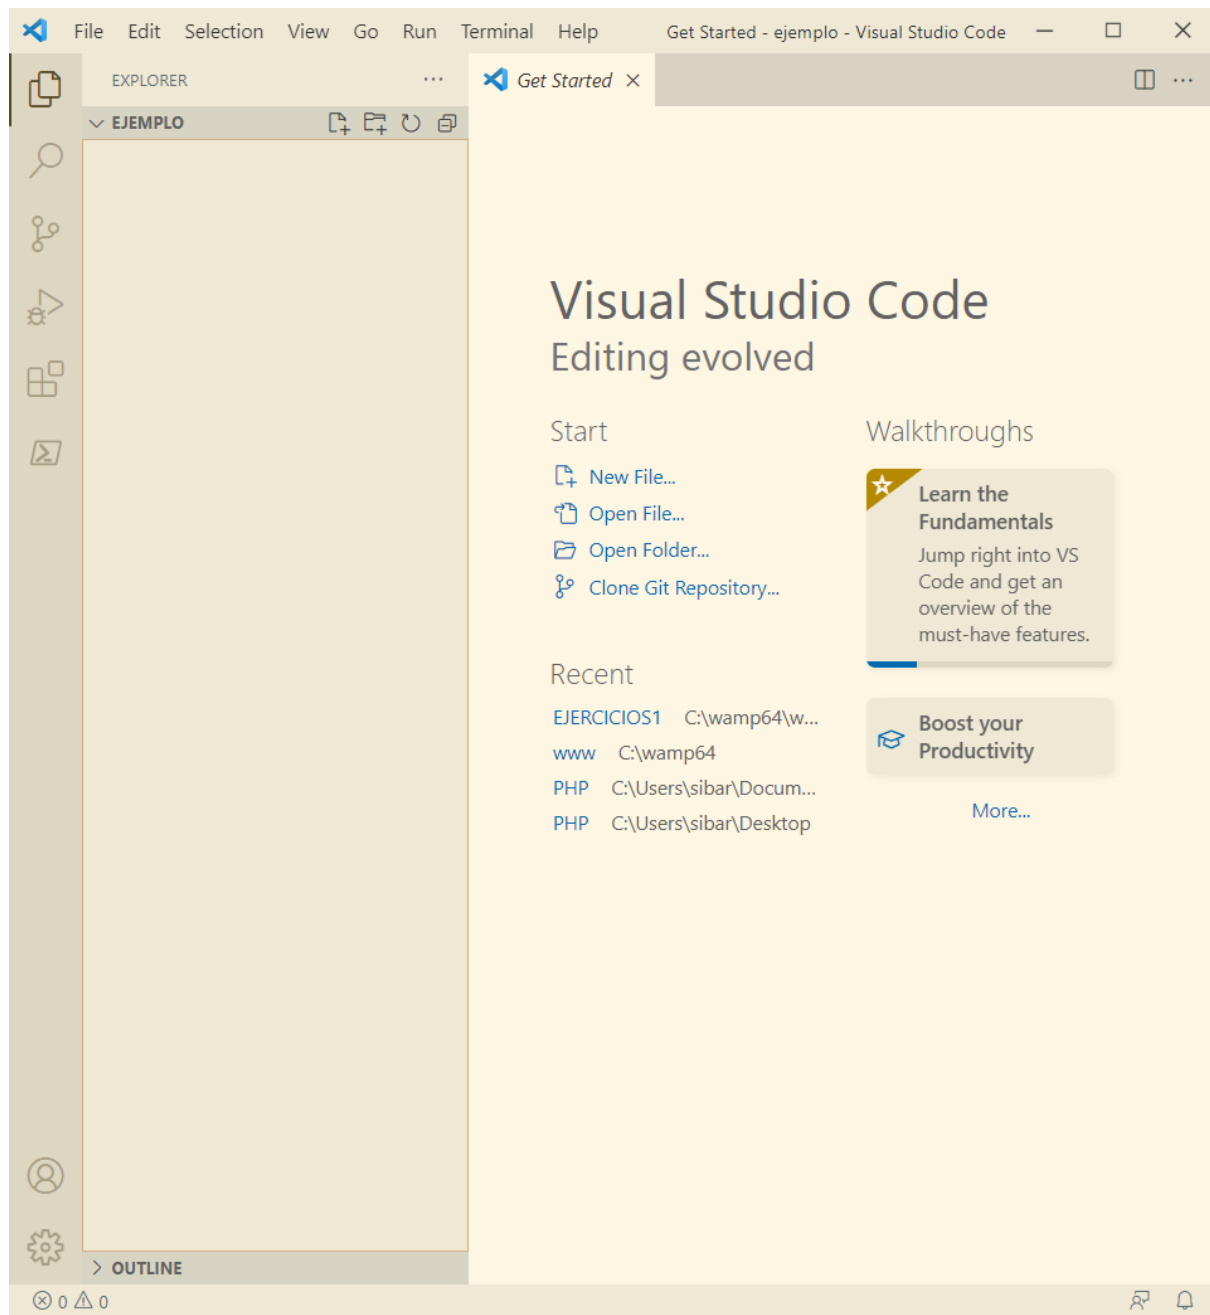 File Edit Selection View Go Run Terminal Help Get Started - ejemplo - Visual Studio Code
EXPLORER
Get Started
EJEMPLO
Visual Studio Code
Editing evolved
Start
New File...
Open File...
Open Folder...
Clone Git Repository...
Recent
EJERCICIOS1 C:\wamp64\w...
www C:\wamp64
PHP C:\Users\sibar\Docum...
PHP C:\Users\sibar\Desktop
Walkthroughs
Learn the
Fundamentals
Jump right into VS
Code and get an
overview of the
must-have features.
Boost your
Productivity
More...
OUTLINE
0 0